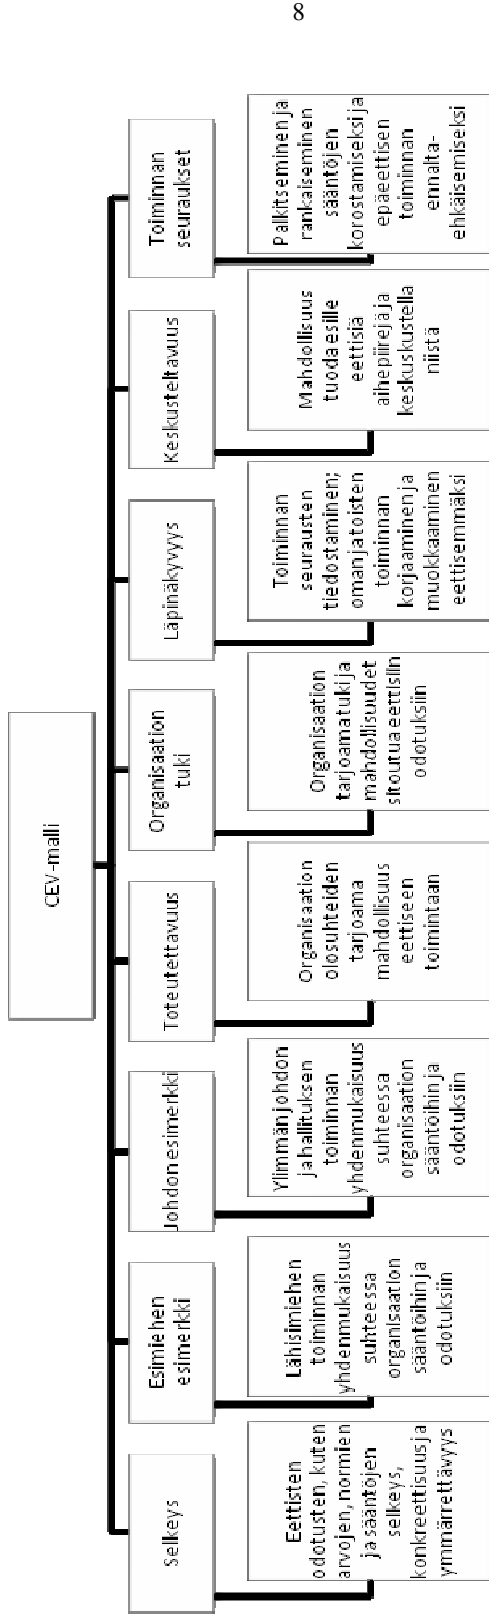 8
CEV-malli
Selkeys
Eettisten
odotusten, kuten
arvojen, normien
ja sääntöjen
selkeys,
konkreettisuus ja
ymmärrettävyys
Esimiehen
esimerkki
Lähisimiehen
toiminnan
yhdenmukaisuus
suhteessa
organisaation
sääntöihin ja
odotuksiin
Johdon esimerkki
Ylimmän johdon
ja hallituksen
toiminnan
yhdenmukaisuus
suhteessa
organisaation
sääntöihin ja
odotuksiin
Toteutettavuus
Organisaation
olosuhteiden
tarjoama
mahdollisuus
eettiseen
toimintaan
Organisaation
tuki
Organisaation
tarjoama tuki ja
mahdollisuudet
sitoutua eettisiin
odotuksiin
Läpinäkyvyys
Toiminnan
seurausten
tiedostaminen;
oman ja toisten
toiminnan
korjaaminen ja
muokkaaminen
eettisemmäksi
Keskusteltavuus
Mahdollisuus
tuoda esille
eettisiä
aihepiirejä ja
keskuskustella
niistä
Toiminnan
seuraukset
Palkitseminen ja
rankaiseminen
sääntöjen
korostamiseksi ja
epäeettisen
toiminnan
ennalta-
ehkäisemiseksi